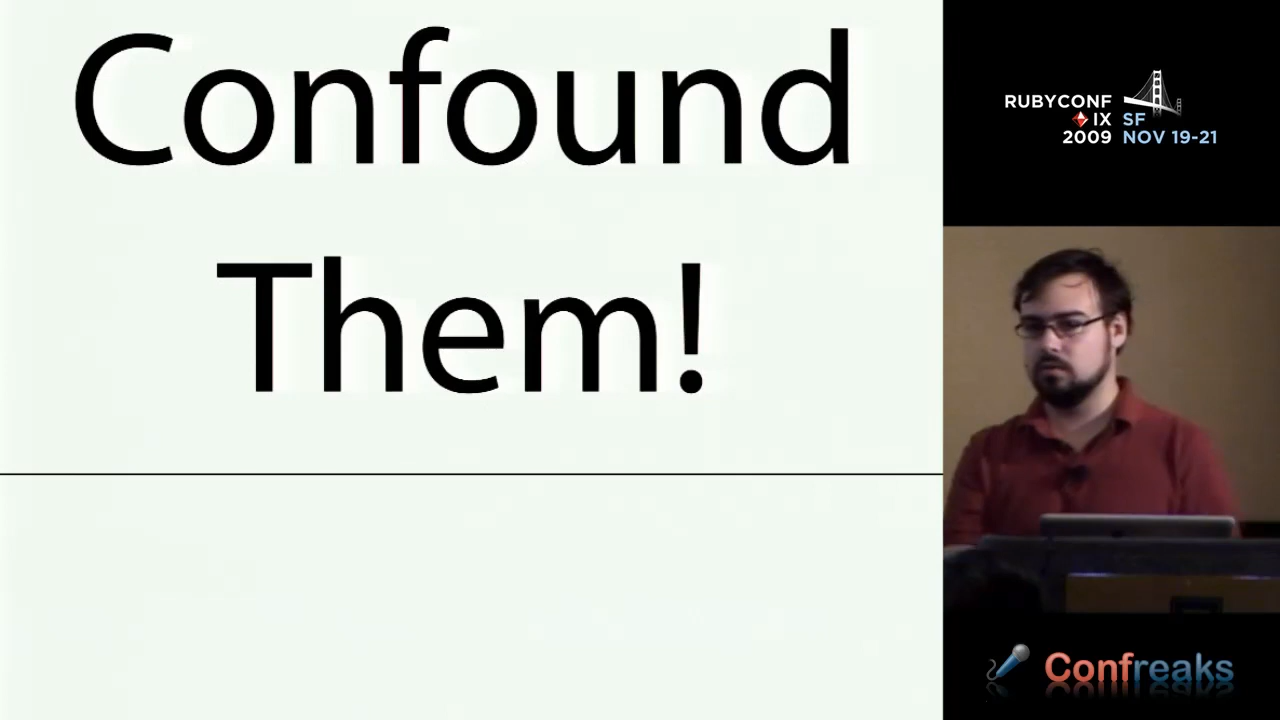 Confound
Them!
RUBYCONF
IX SF
2009 NOV 19-21
Confreaks